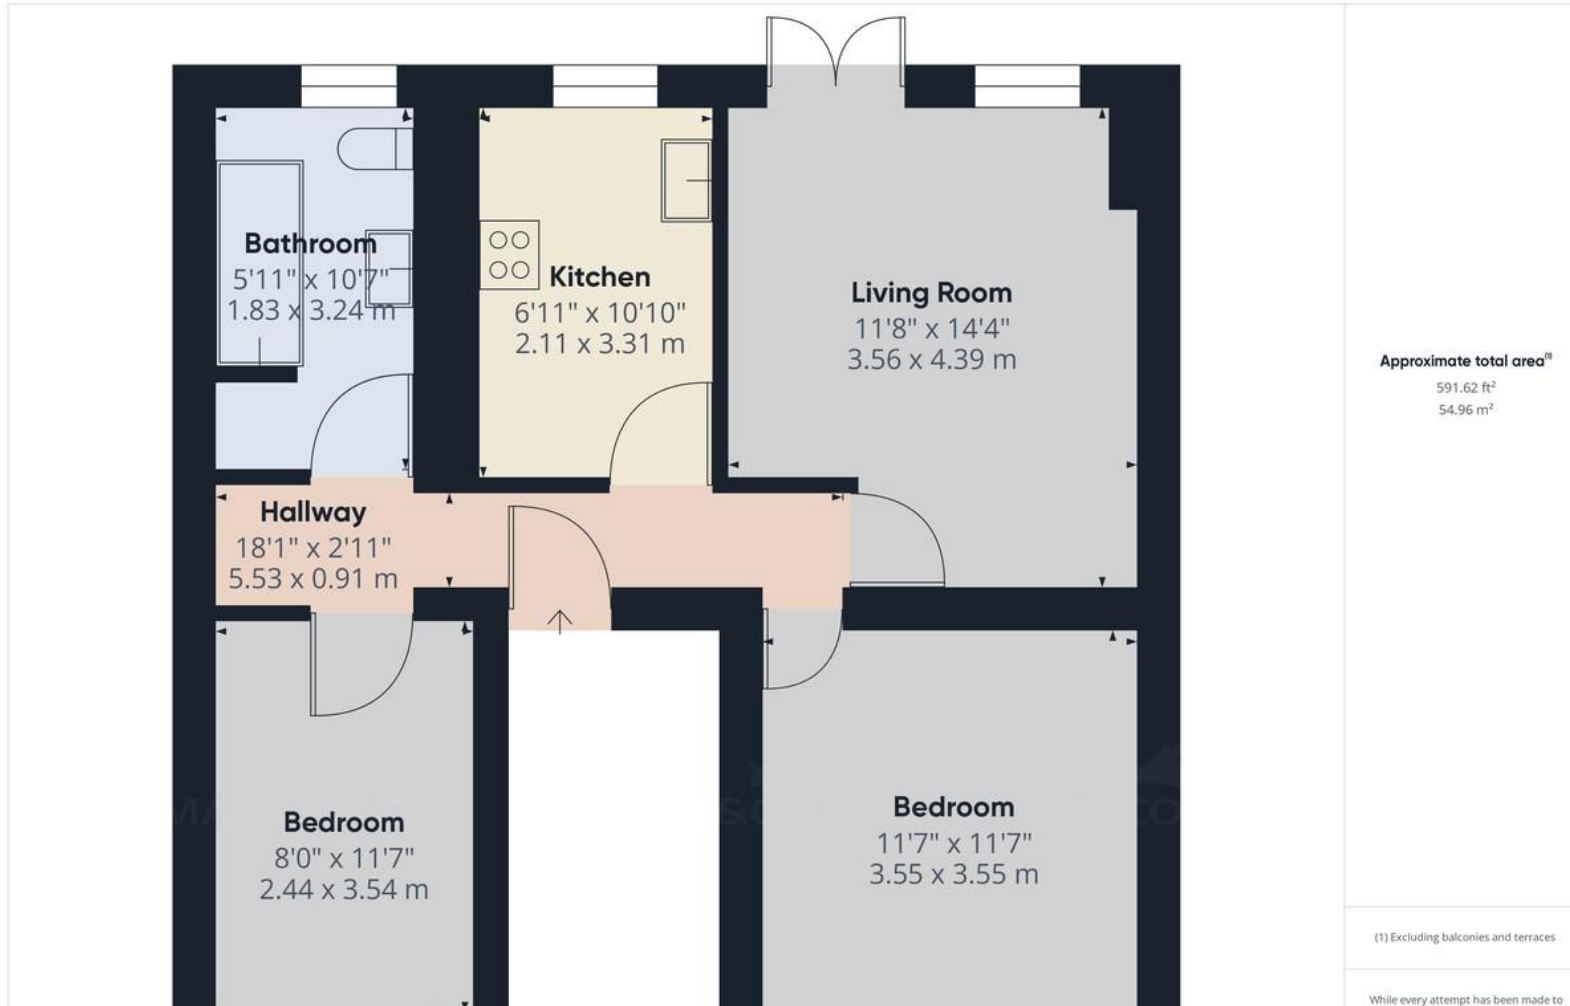 Bathroom
5'11" x 10'7"
1.83 x 3.24 m
Kitchen
6'11" x 10'10"
2.11 x 3.31 m
Living Room
11'8" x 14'4"
3.56 x 4.39 m
Hallway
18'1" x 2'11"
5.53 x 0.91 m
Bedroom
8'0" x 11'7"
2.44 x 3.54 m
Bedroom
11'7" x 11'7"
3.55 x 3.55 m
Approximate total area⁽¹⁾
591.62 ft²
54.96 m²
(1) Excluding balconies and terraces
While every attempt has been made to